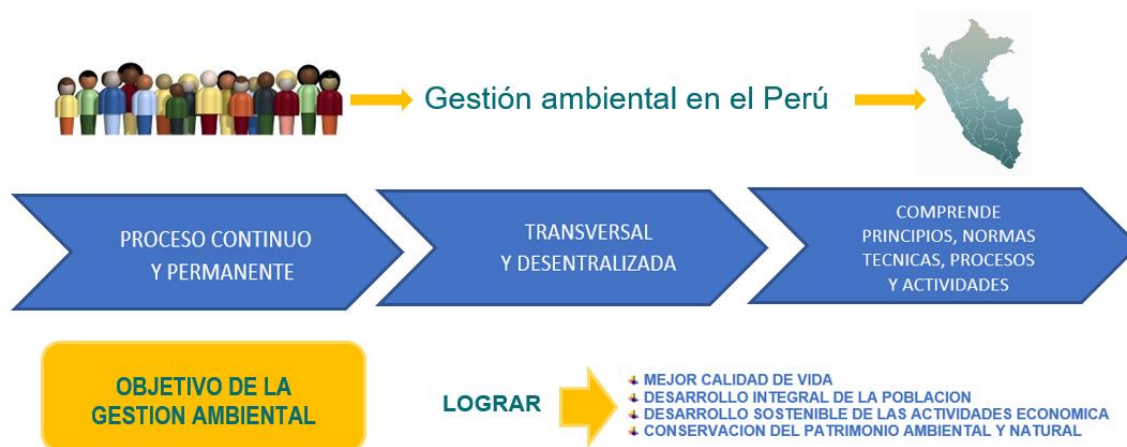 Gestión ambiental en el Perú
PROCESO CONTINUO
Y PERMANENTE
TRANSVERSAL
Y DESENTRALIZADA
COMPRENDE
PRINCIPIOS, NORMAS
TECNICAS, PROCESOS
Y ACTIVIDADES
OBJETIVO DE LA
GESTION AMBIENTAL
LOGRAR
MEJOR CALIDAD DE VIDA
DESARROLLO INTEGRAL DE LA POBLACION
DESARROLLO SOSTENIBLE DE LAS ACTIVIDADES ECONOMICA
CONSERVACION DEL PATRIMONIO AMBIENTAL Y NATURAL